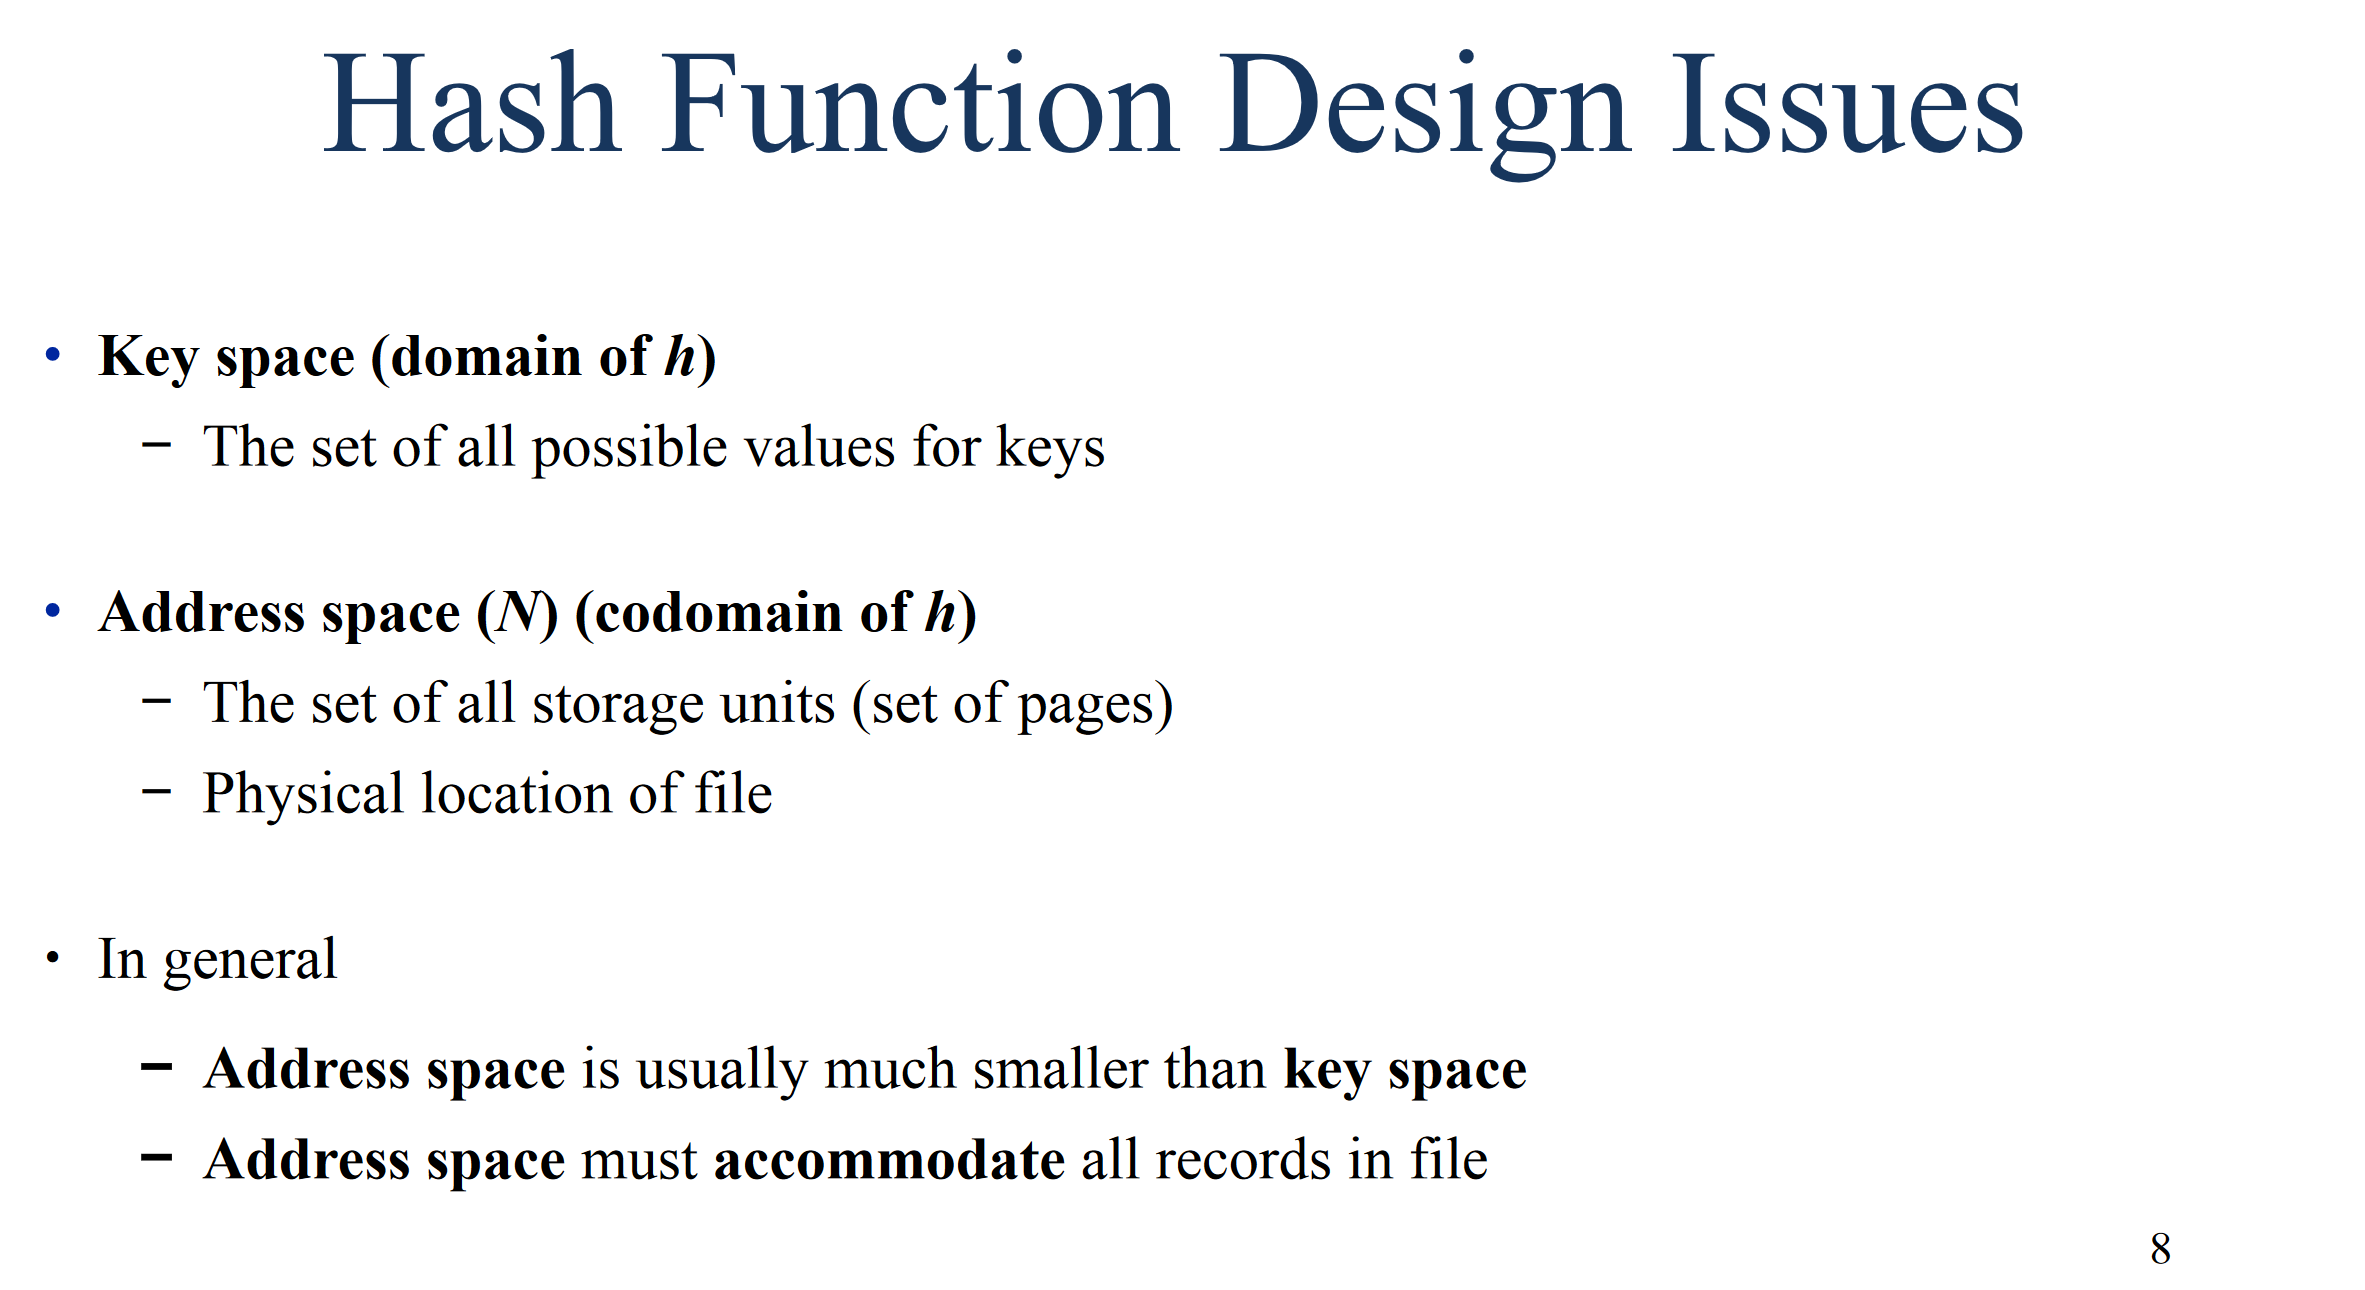 Hash Function Design Issues
• Key space (domain of h)
– The set of all possible values for keys
• Address space (N) (codomain of h)
– The set of all storage units (set of pages)
– Physical location of file
• In general
– Address space is usually much smaller than key space
– Address space must accommodate all records in file
8